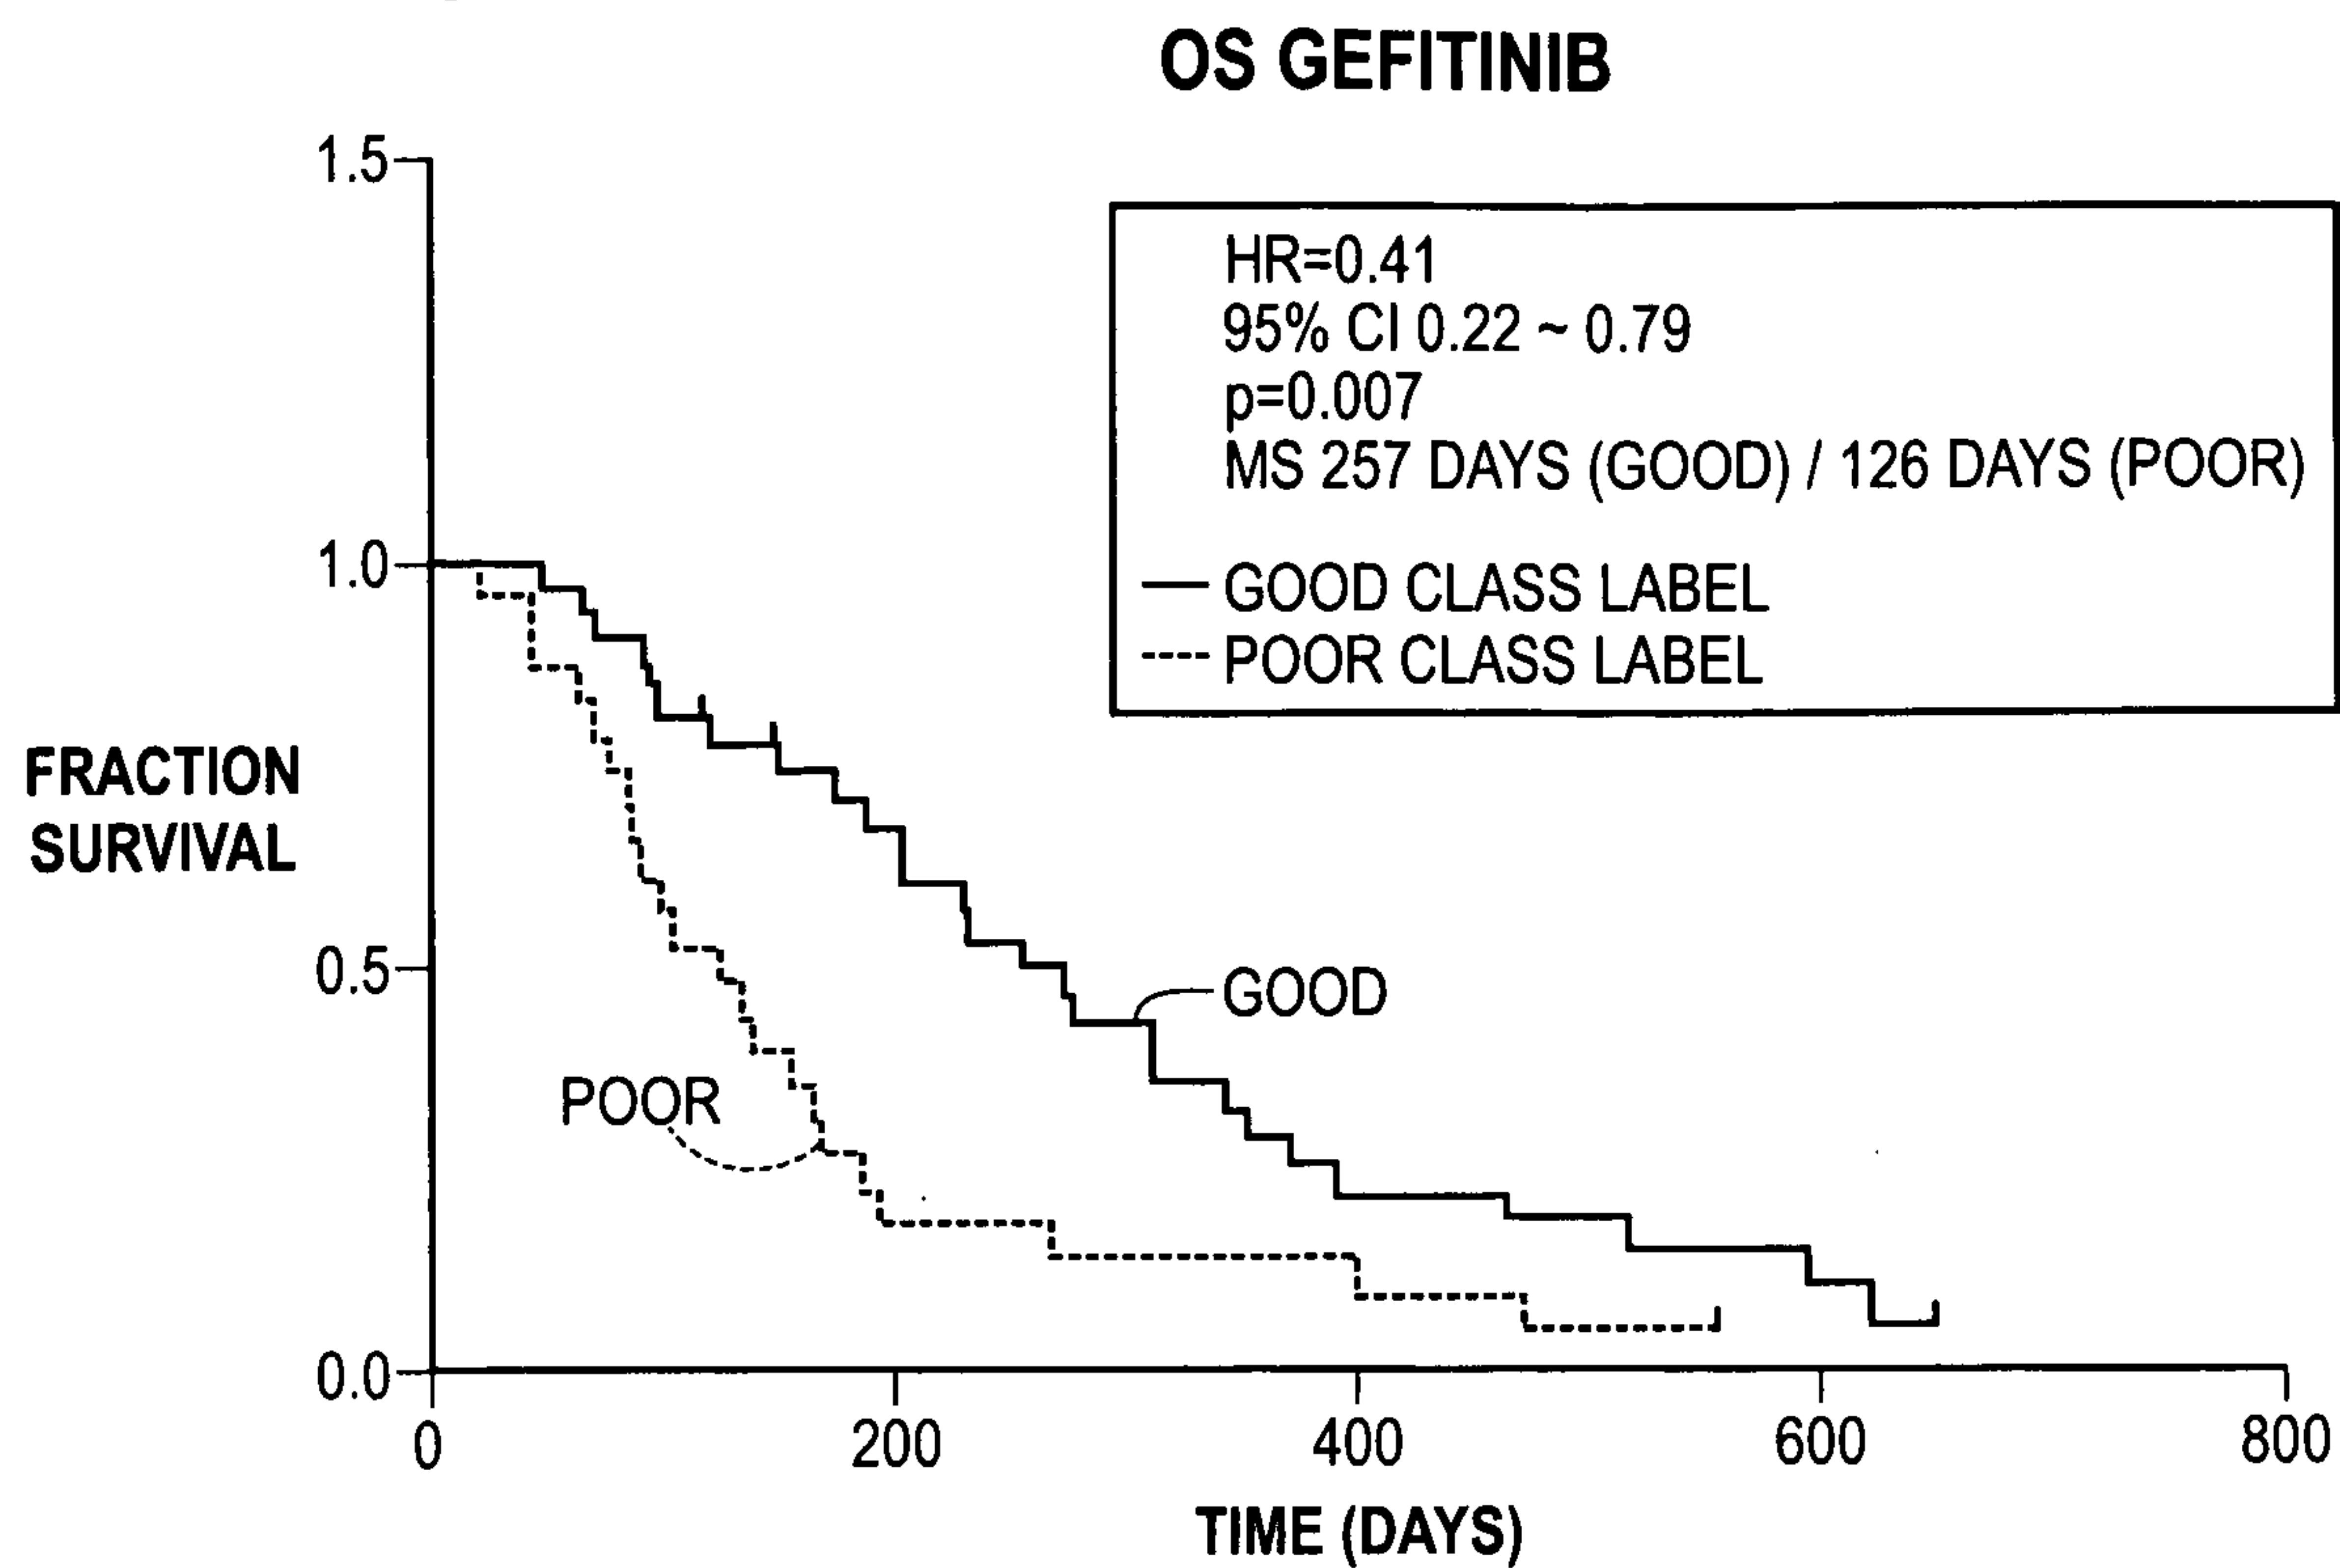 OS GEFITINIB
1.5
1.0
0.5
0.0
FRACTION
SURVIVAL
HR=0.41
95% CI 0.22 ~ 0.79
p=0.007
MS 257 DAYS (GOOD) / 126 DAYS (POOR)
GOOD CLASS LABEL
POOR CLASS LABEL
GOOD
POOR
0
200
400
600
800
TIME (DAYS)